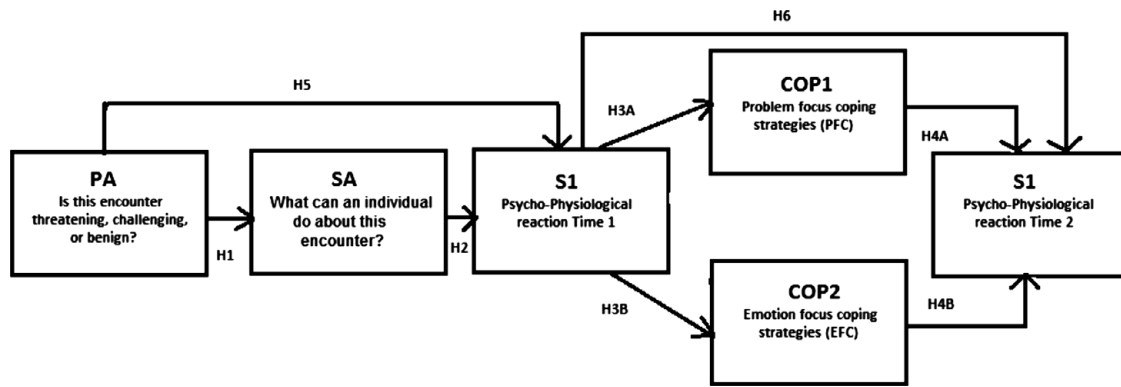 H6
H5
COP1
Problem focus coping
strategies (PFC)
H3A
H4A
PA
Is this encounter
threatening, challenging,
or benign?
H1
SA
What can an individual
do about this
encounter?
H2
S1
Psycho-Physiological
reaction Time 1
S1
Psycho-Physiological
reaction Time 2
H3B
COP2
Emotion focus coping
strategies (EFC)
H4B